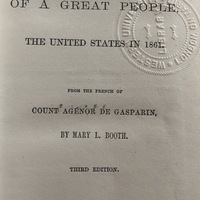 OF A GREAT PEOPLE,
THE UNITED STATES IN 1861.
FROM THE FRENCH OF
COUNT AGÉNOR DE GASPARIN,
BY MARY L. BOOTH.
THIRD EDITION.